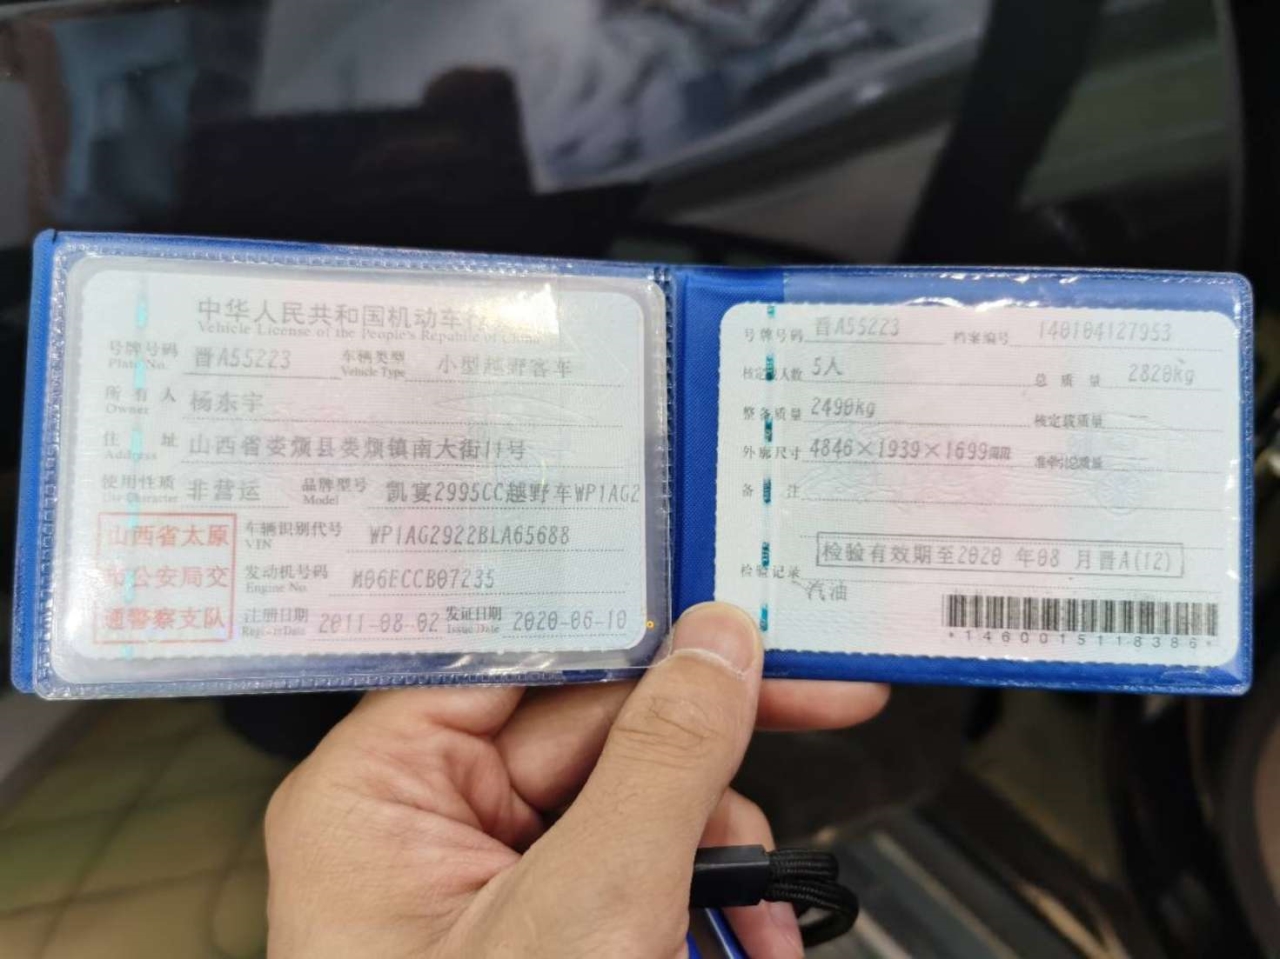 中华人民共和国机动车行
Vehicle License of the People's Republic of China
号牌号码 晋A55223 车辆类型 小型越野客车
Plate No. Vehicle Type
所有人 杨东宇
Owner
住址 山西省娄烦县娄烦镇南大街11号
Address
使用性质 非营运 品牌型号 凯宴2995CC越野车WP1AG2
Use Character Model
山西省太原
市公安局交
通警察支队
车辆识别代号 WP1AG2922BLA65688
VIN
发动机号码 M06ECCB07235
Engine No.
注册日期 2011-08-02 发证日期 2020-06-10
Register Date Issue Date
号牌号码 晋A55223 档案编号 140104127953
核定载人数 5人 总质量 2820kg
整备质量 2490kg 核定载质量
外廓尺寸 4846×1939×1699mm 准牵引总质量
备注
检验有效期至2020 年08 月晋A(12)
检验记录
汽油
*1460015118386*